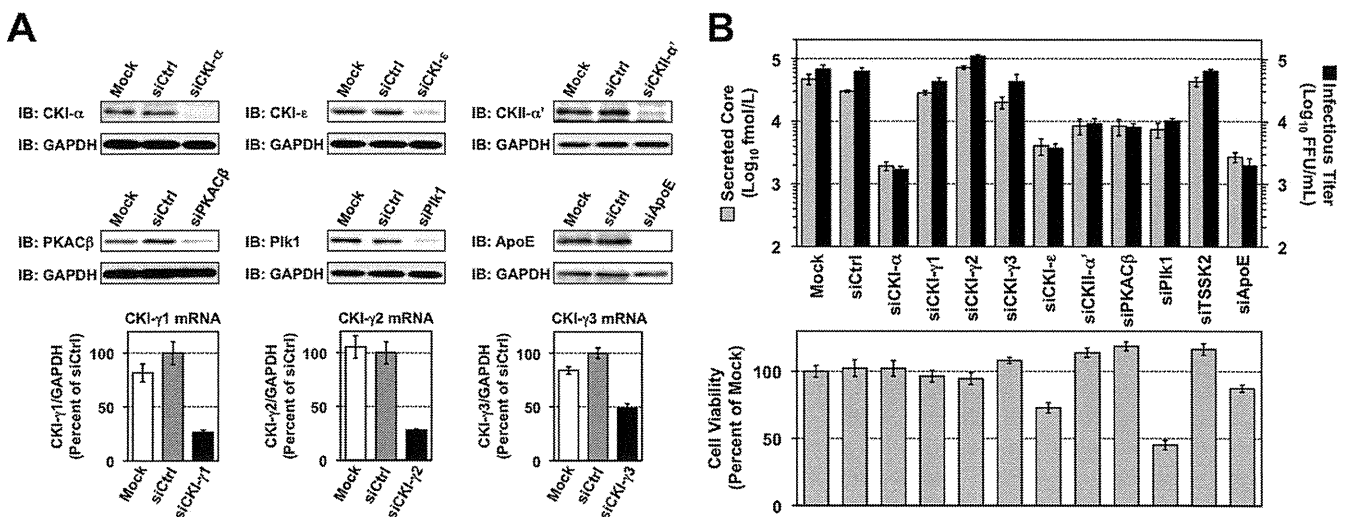 A
Mock siCtrl siCKI-α
IB: CKI-α
IB: GAPDH
Mock siCtrl siCKI-ε
IB: CKI-ε
IB: GAPDH
Mock siCtrl siCKII-α'
CKII-α'
IB: GAPDH
Mock siCtrl siPKACβ
IB: PKACβ
IB: GAPDH
Mock siCtrl siPlk1
IB: Plk1
IB: GAPDH
Mock siCtrl siApoE
IB: ApoE
IB: GAPDH
CKI-γ1 mRNA
CKI-γ1/GAPDH
(Percent of siCtrl)
100
50
0
Mock siCtrl siCKI-γ1
CKI-γ2 mRNA
CKI-γ2/GAPDH
(Percent of siCtrl)
100
50
0
Mock siCtrl siCKI-γ2
CKI-γ3 mRNA
CKI-γ3/GAPDH
(Percent of siCtrl)
100
50
0
Mock siCtrl siCKI-γ3
B
Secreted Core
(Log10 fmol/L)
5
4
3
2
5
4
3
2
Infectious Titer
(Log10 FFU/mL)
Mock siCtrl siCKI-α siCKI-γ1 siCKI-γ2 siCKI-γ3 siCKI-ε siCKII-α' siPKACβ siPlk1 siTSSK2 siApoE
Cell Viability
(Percent of Mock)
100
50
0